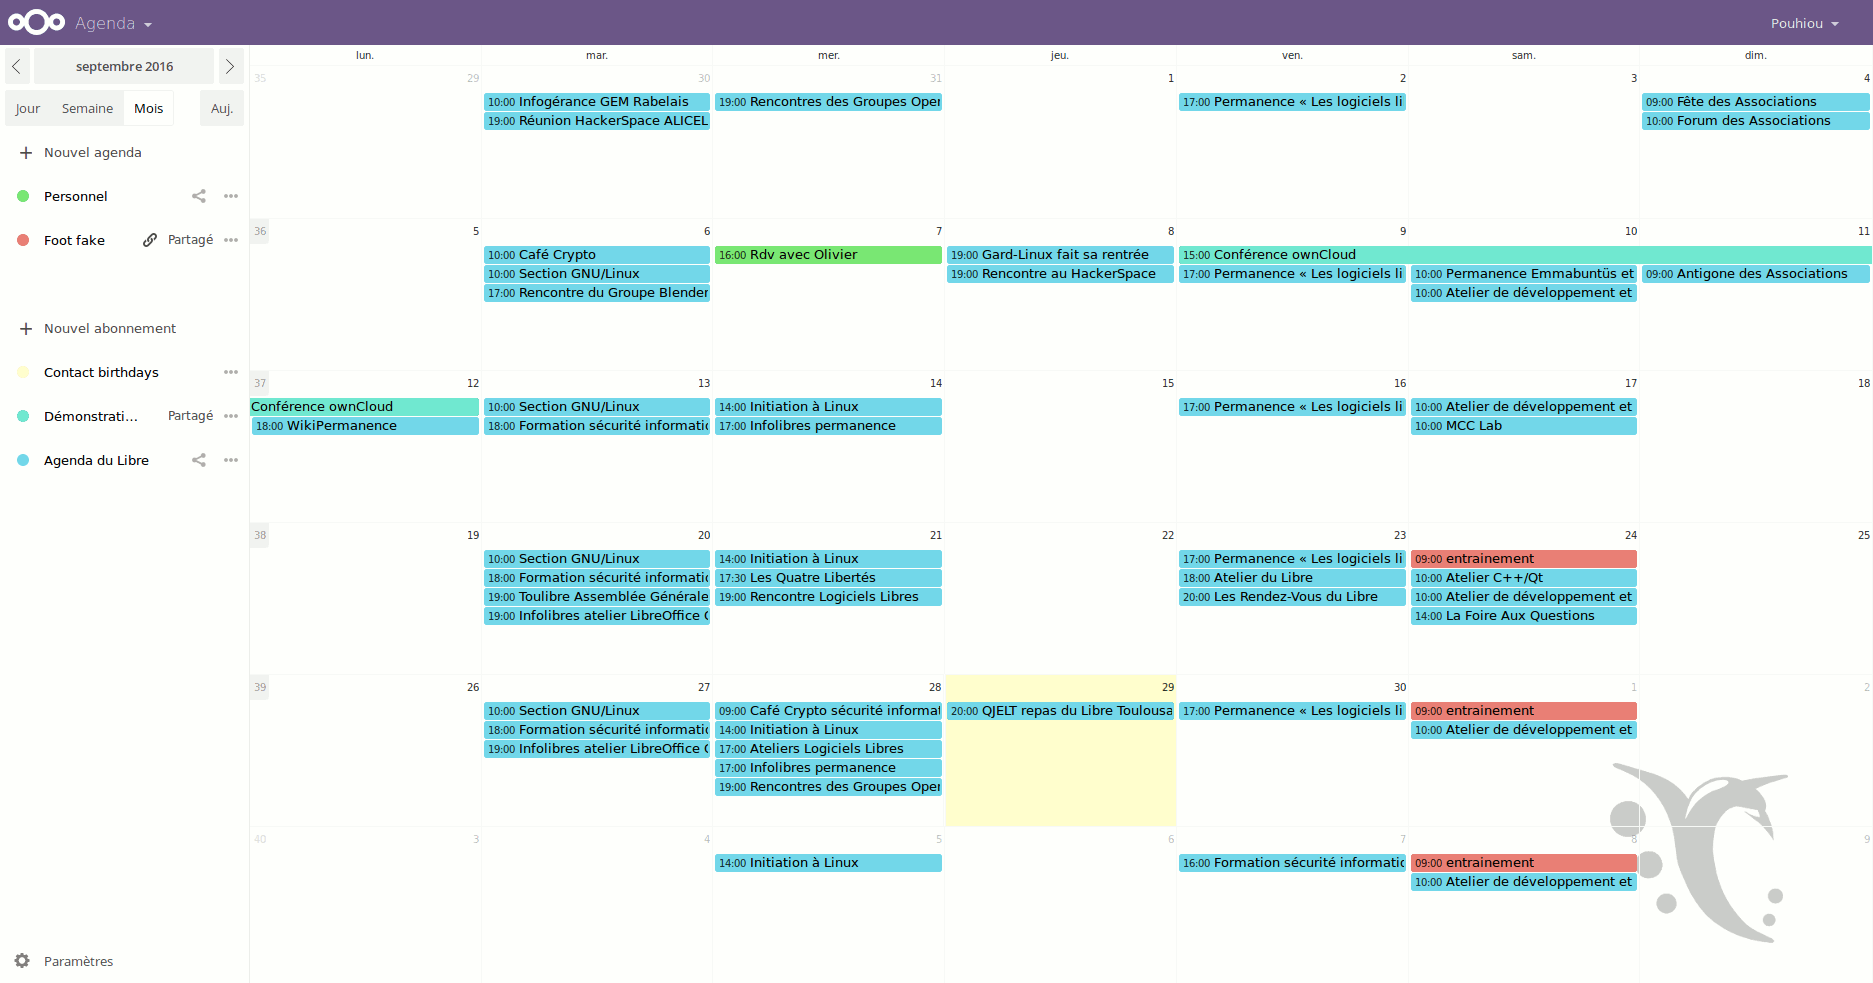 Agenda
Pouhiou
septembre 2016
Jour Semaine Mois Auj.
Nouvel agenda
Personnel
Foot fake Partagé
Nouvel abonnement
Contact birthdays
Démonstrati... Partagé
Agenda du Libre
Paramètres
lun. mar. mer. jeu. ven. sam. dim.
35 29 30 31 1 2 3 4
10:00 Infogérance GEM Rabelais
19:00 Réunion HackerSpace ALICEL
19:00 Rencontres des Groupes Oper
17:00 Permanence « Les logiciels li
09:00 Fête des Associations
10:00 Forum des Associations
36 5 6 7 8 9 10 11
10:00 Café Crypto
10:00 Section GNU/Linux
17:00 Rencontre du Groupe Blender
16:00 Rdv avec Olivier
19:00 Gard-Linux fait sa rentrée
19:00 Rencontre au HackerSpace
15:00 Conférence ownCloud
17:00 Permanence « Les logiciels li
10:00 Permanence Emmabuntüs et
10:00 Atelier de développement et
09:00 Antigone des Associations
37 12 13 14 15 16 17 18
Conférence ownCloud
18:00 WikiPermanence
10:00 Section GNU/Linux
18:00 Formation sécurité informatic
14:00 Initiation à Linux
17:00 Infolibres permanence
17:00 Permanence « Les logiciels li
10:00 Atelier de développement et
10:00 MCC Lab
38 19 20 21 22 23 24 25
10:00 Section GNU/Linux
18:00 Formation sécurité informatic
19:00 Toulibre Assemblée Générale
19:00 Infolibres atelier LibreOffice C
14:00 Initiation à Linux
17:30 Les Quatre Libertés
19:00 Rencontre Logiciels Libres
17:00 Permanence « Les logiciels li
18:00 Atelier du Libre
20:00 Les Rendez-Vous du Libre
09:00 entrainement
10:00 Atelier C++/Qt
10:00 Atelier de développement et
14:00 La Foire Aux Questions
39 26 27 28 29 30 1 2
10:00 Section GNU/Linux
18:00 Formation sécurité informatic
19:00 Infolibres atelier LibreOffice C
09:00 Café Crypto sécurité informat
14:00 Initiation à Linux
17:00 Ateliers Logiciels Libres
17:00 Infolibres permanence
19:00 Rencontres des Groupes Oper
20:00 QJELT repas du Libre Toulousa
17:00 Permanence « Les logiciels li
09:00 entrainement
10:00 Atelier de développement et
40 3 4 5 6 7 8 9
14:00 Initiation à Linux
16:00 Formation sécurité informatic
09:00 entrainement
10:00 Atelier de développement et